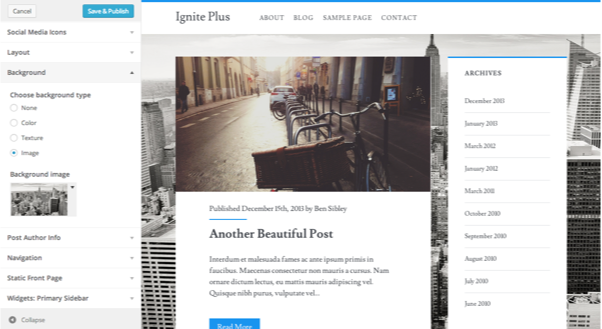 Cancel
Save & Publish
Social Media Icons
Layout
Background
Choose background type
None
Color
Texture
Image
Background image
Post Author Info
Navigation
Static Front Page
Widgets: Primary Sidebar
Collapse
Ignite Plus
ABOUT BLOG SAMPLE PAGE CONTACT
Published December 15th, 2013 by Ben Sibley
Another Beautiful Post
Interdum et malesuada fames ac ante ipsum primis in
faucibus. Maecenas consectetur non mauris a cursus. Nam
ornare dictum lectus, eu mattis mauris adipiscing vel.
Quisque nibh purus, vulputate vel...
Read More
ARCHIVES
December 2013
January 2013
March 2012
January 2012
March 2011
October 2010
September 2010
August 2010
July 2010
June 2010